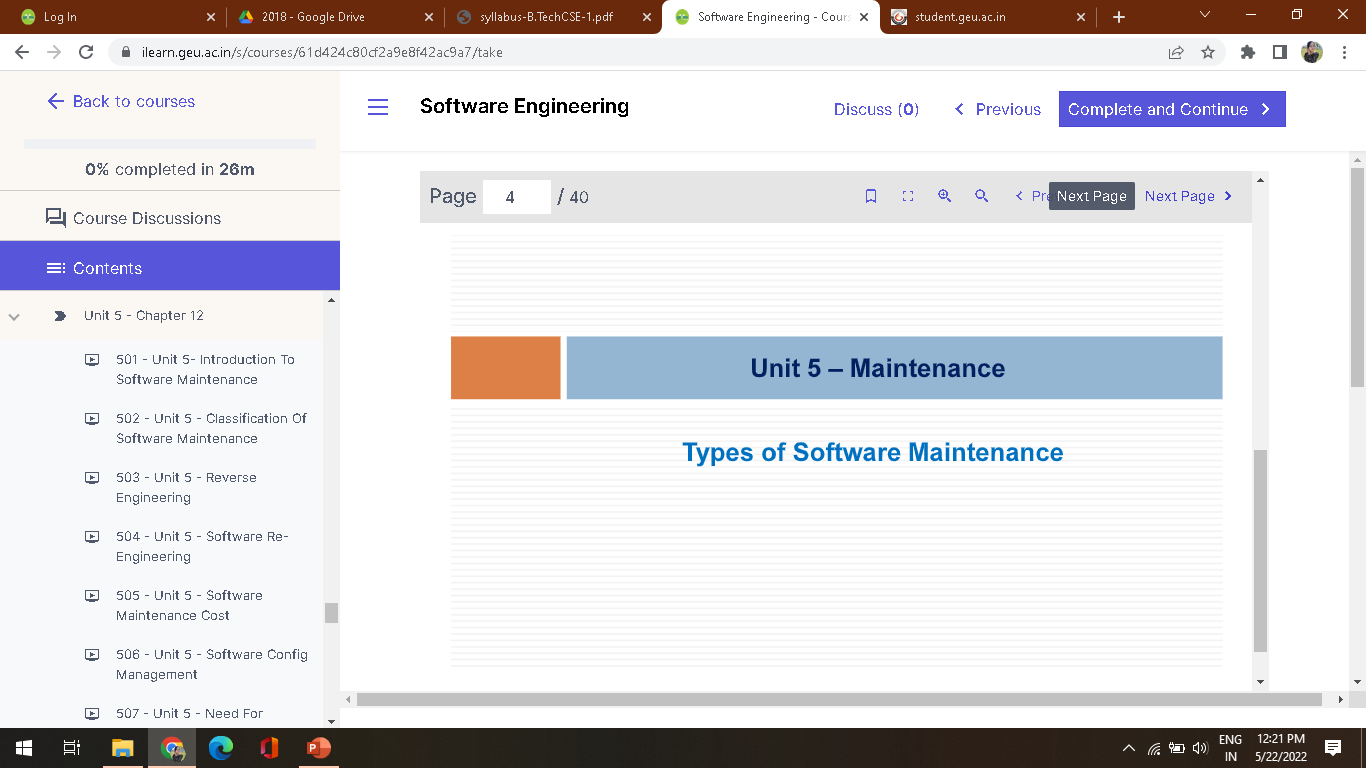 Log In
2018 - Google Drive
syllabus-B.TechCSE-1.pdf
Software Engineering - Cour
student.geu.ac.in
ilearn.geu.ac.in/s/courses/61d424c80cf2a9e8f42ac9a7/take
Back to courses
0% completed in 26m
Course Discussions
Contents
Unit 5 - Chapter 12
501 - Unit 5- Introduction To
Software Maintenance
502 - Unit 5 - Classification Of
Software Maintenance
503 - Unit 5 - Reverse
Engineering
504 - Unit 5 - Software Re-
Engineering
505 - Unit 5 - Software
Maintenance Cost
506 - Unit 5 - Software Config
Management
507 - Unit 5 - Need For
Software Engineering
Discuss (0)
Previous
Complete and Continue
Page 4 / 40
Pre
Next Page
Next Page
Unit 5 – Maintenance
Types of Software Maintenance
ENG
IN
12:21 PM
5/22/2022